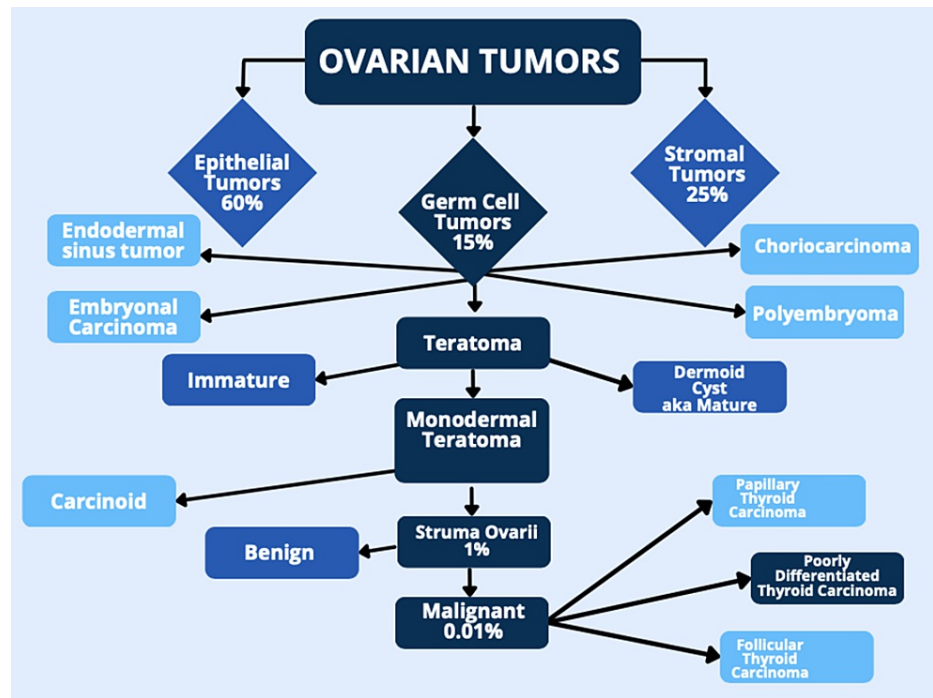 OVARIAN TUMORS
Epithelial
Tumors
60%
Germ Cell
Tumors
15%
Stromal
Tumors
25%
Endodermal
sinus tumor
Choriocarcinoma
Embryonal
Carcinoma
Polyembryoma
Teratoma
Immature
Dermoid
Cyst
aka Mature
Monodermal
Teratoma
Carcinoid
Struma Ovarii
1%
Benign
Malignant
0.01%
Papillary
Thyroid
Carcinoma
Poorly
Differentiated
Thyroid Carcinoma
Follicular
Thyroid
Carcinoma